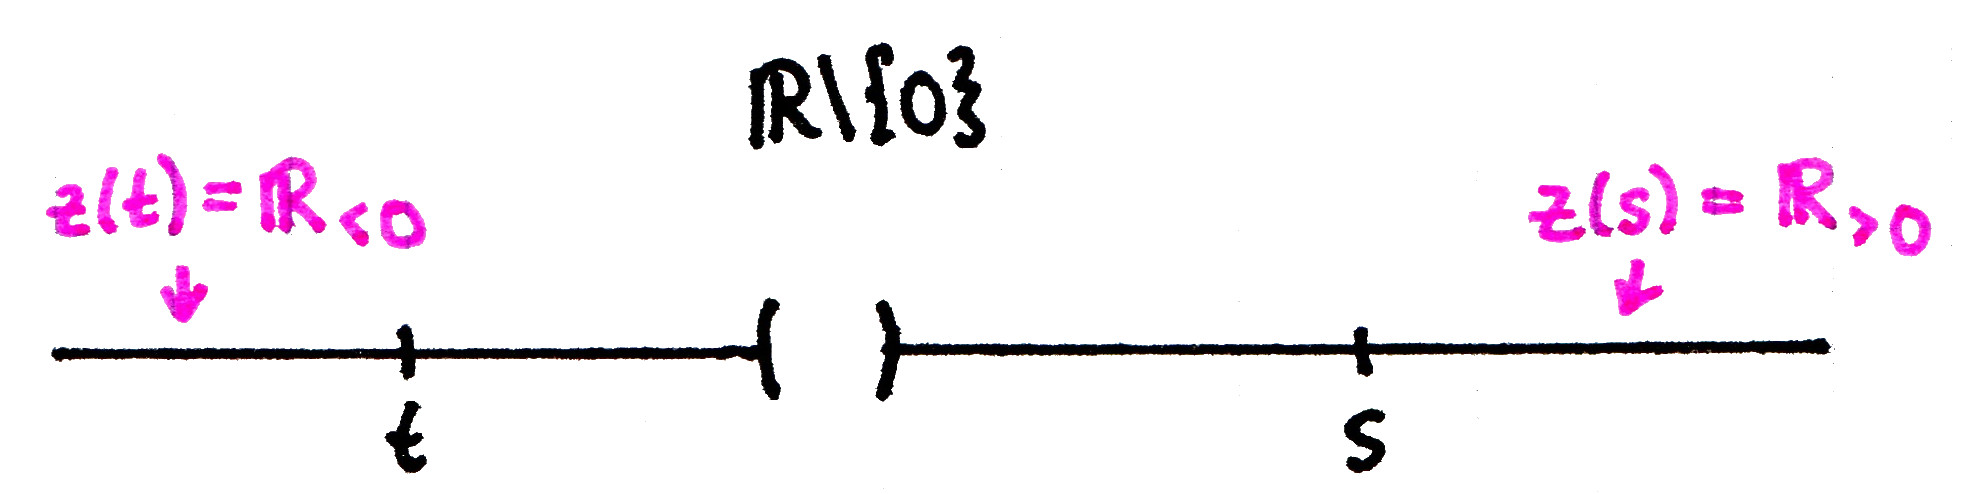 ℝ\{0}
z(t) = ℝ<0
z(s) = ℝ>0
t
s